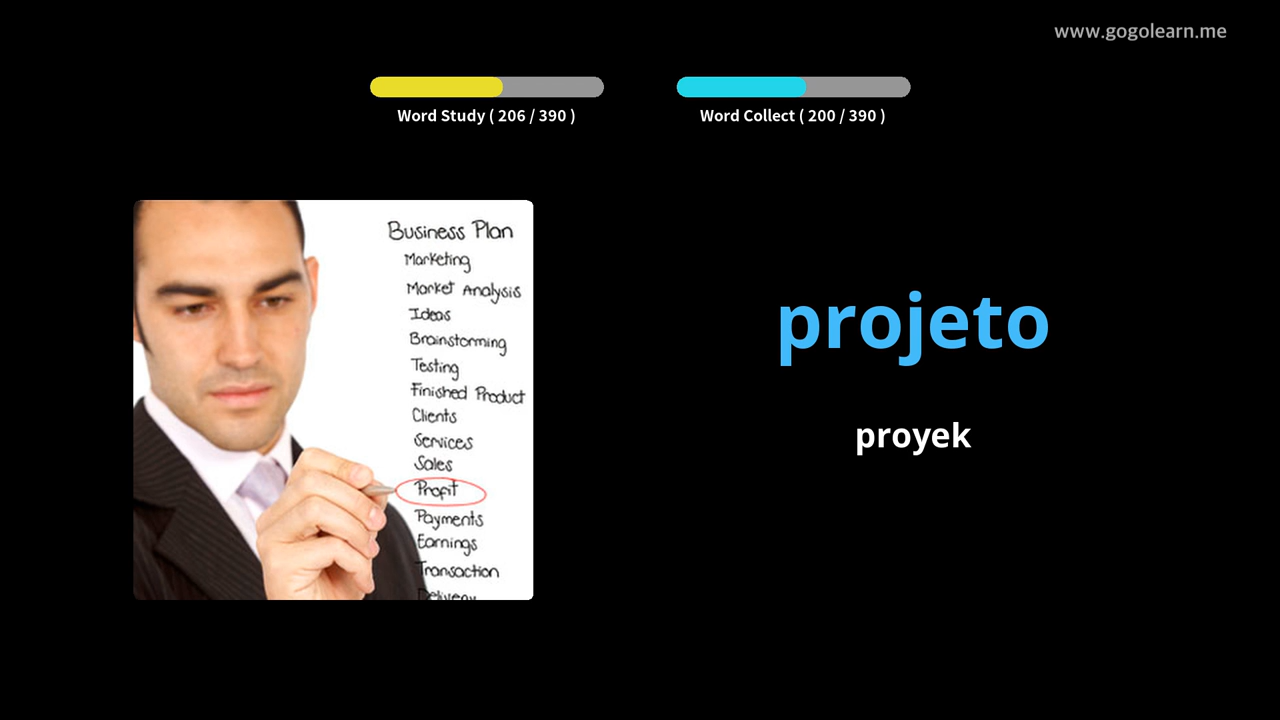 www.gogolearn.me
Word Study ( 206 / 390 )
Word Collect ( 200 / 390 )
Business Plan
Marketing
Market Analysis
Ideas
Brainstorming
Testing
Finished Product
Clients
Services
Sales
Profit
Payments
Earnings
Transaction
Delivery
projeto
proyek